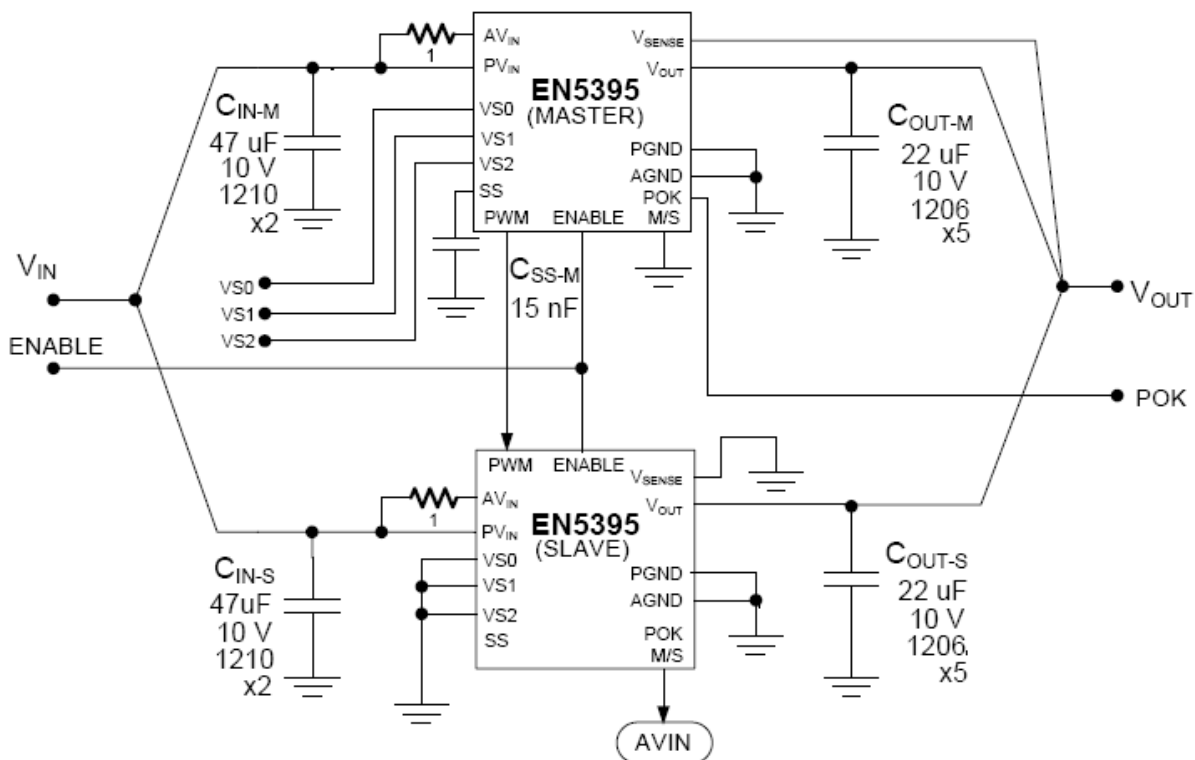 AVIN
1
PVIN
VS0
VS1
VS2
SS
PWM
ENABLE
M/S
EN5395
(MASTER)
VSENSE
VOUT
PGND
AGND
POK
CIN-M
47 uF
10 V
1210
x2
COUT-M
22 uF
10 V
1206
x5
VIN
ENABLE
VS0
VS1
VS2
CSS-M
15 nF
VOUT
POK
PWM
ENABLE
AVIN
1
PVIN
VS0
VS1
VS2
SS
EN5395
(SLAVE)
VSENSE
VOUT
PGND
AGND
POK
M/S
CIN-S
47uF
10 V
1210
x2
COUT-S
22 uF
10 V
1206
x5
AVIN